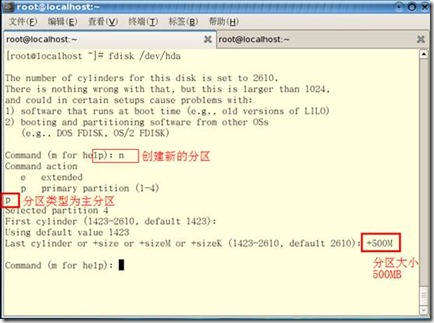 root@localhost:~
文件(F) 编辑(E) 查看(V) 终端(T) 标签(B) 帮助(H)
root@localhost:~ root@localhost:~
[root@localhost ~]# fdisk /dev/hda
The number of cylinders for this disk is set to 2610.
There is nothing wrong with that, but this is larger than 1024,
and could in certain setups cause problems with:
1) software that runs at boot time (e.g., old versions of LILO)
2) booting and partitioning software from other OSs
(e.g., DOS FDISK, OS/2 FDISK)
Command (m for help): n 创建新的分区
Command action
e extended
p primary partition (1-4)
p 分区类型为主分区
Selected partition 4
First cylinder (1423-2610, default 1423):
Using default value 1423
Last cylinder or +size or +sizeM or +sizeK (1423-2610, default 2610): +500M
分区大小
500MB
Command (m for help):